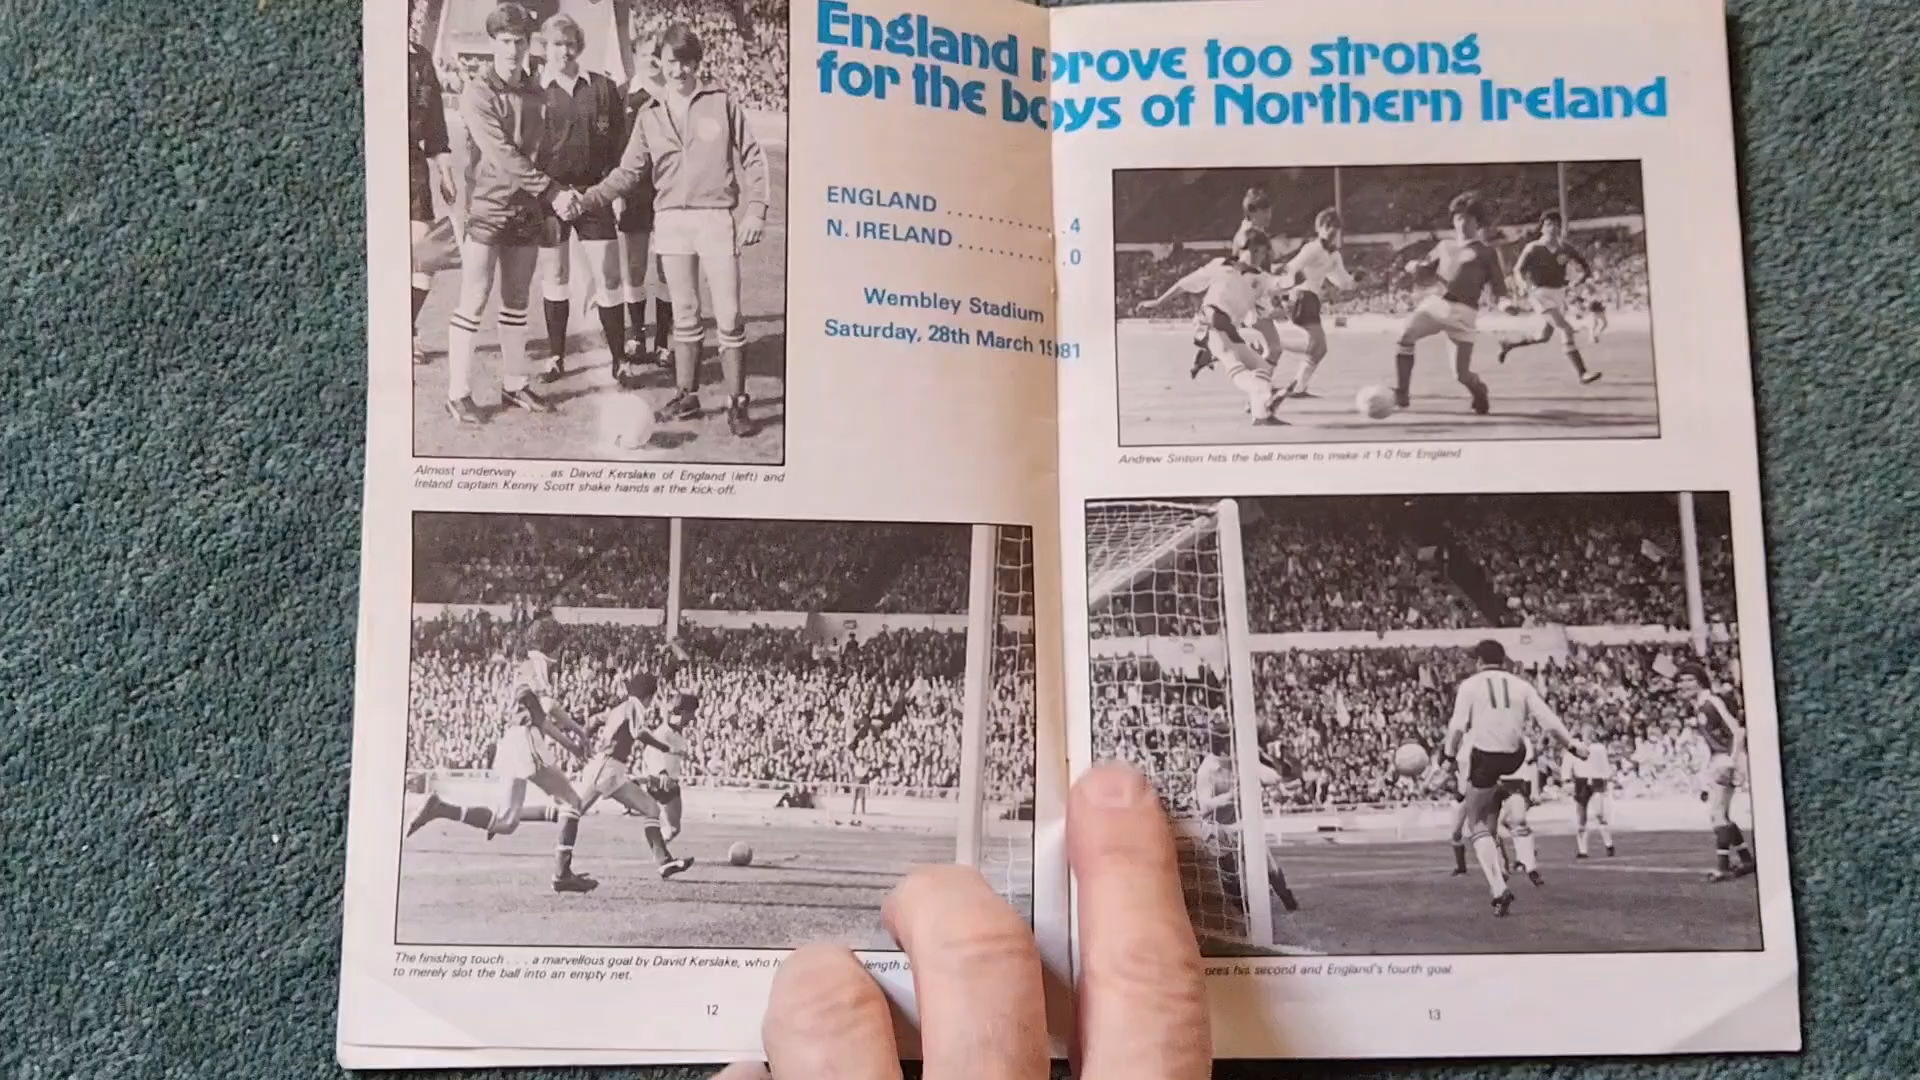 England prove too strong
for the boys of Northern Ireland
ENGLAND ............. 4
N. IRELAND ............ 0
Wembley Stadium
Saturday, 28th March 1981
Almost underway . . . as David Kerslake of England (left) and
Ireland captain Kenny Scott shake hands at the kick-off.
Andrew Sinton hits the ball home to make it 1-0 for England
11
The finishing touch . . . a marvellous goal by David Kerslake, who length
to merely slot the ball into an empty net.
his second and England's fourth goal.
12
13